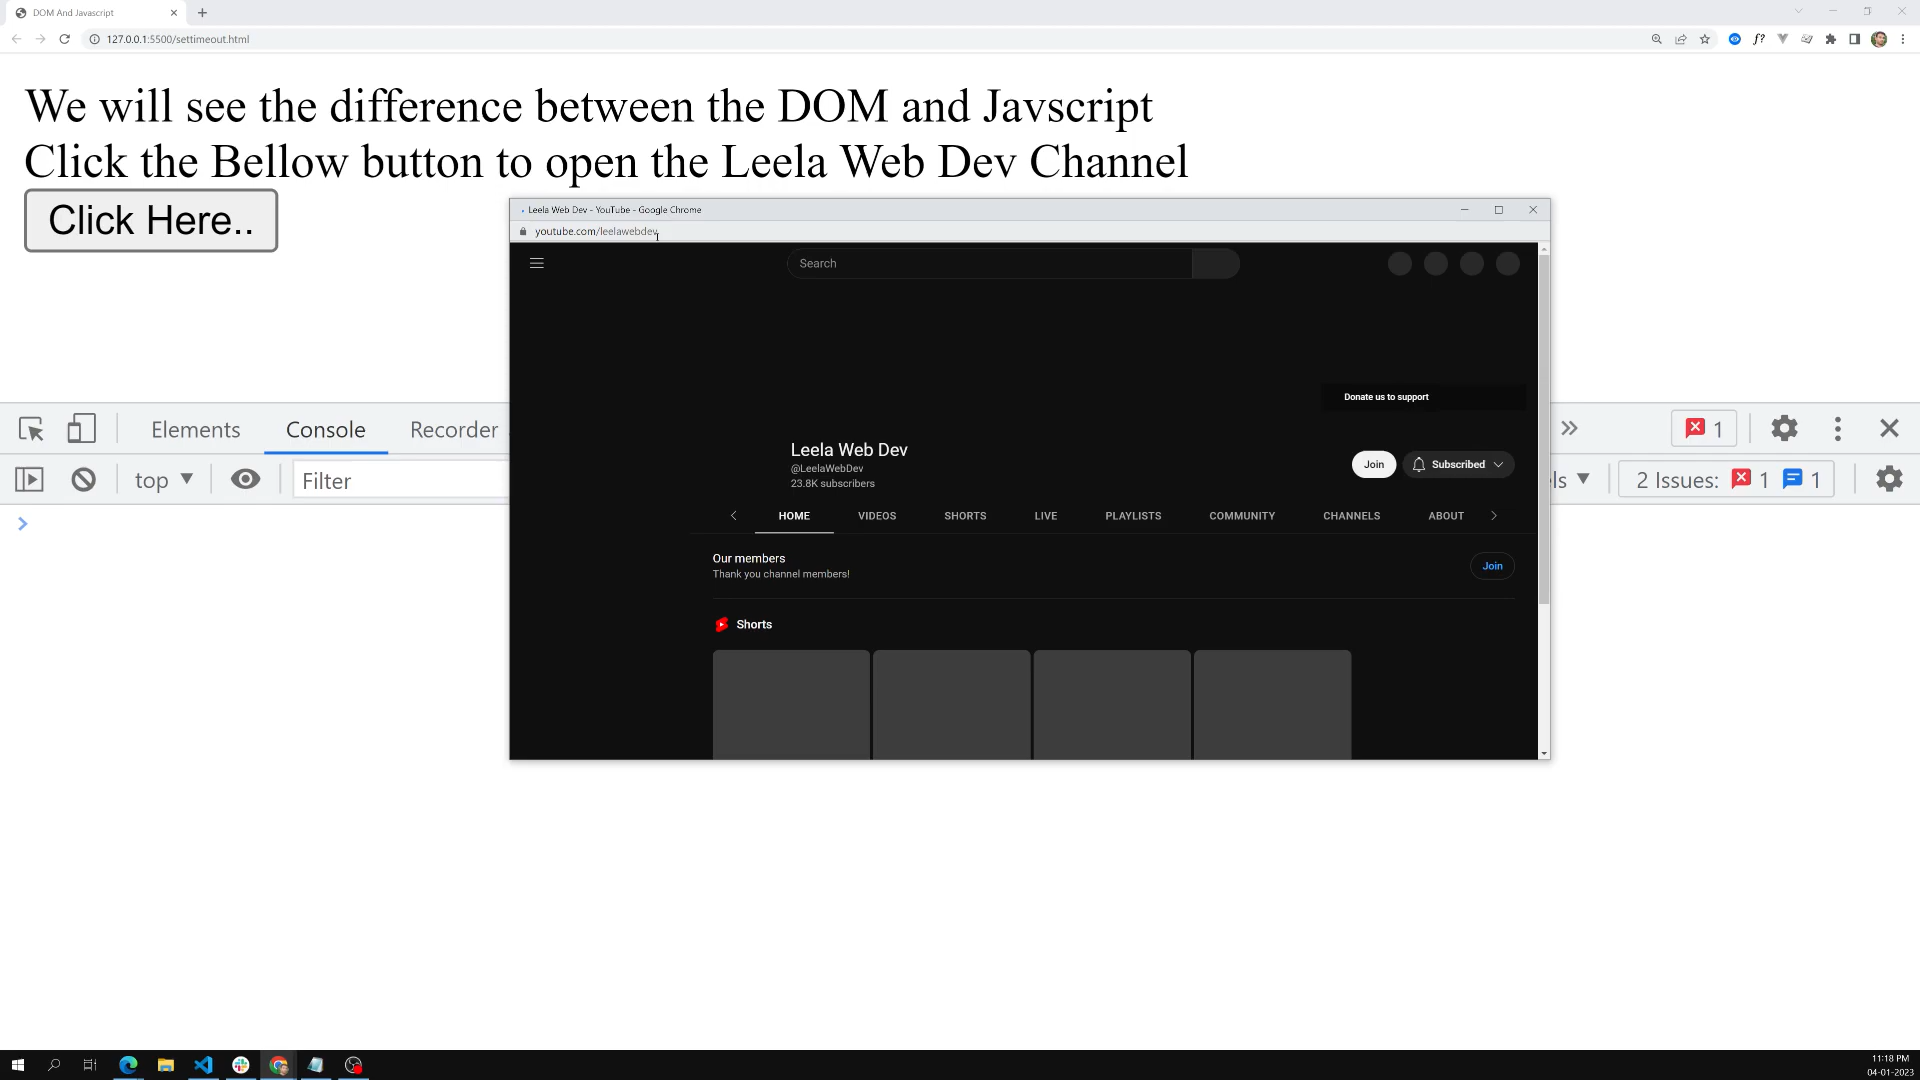 DOM And Javascript
127.0.0.1:5500/settimeout.html
f?
We will see the difference between the DOM and Javscript
Click the Bellow button to open the Leela Web Dev Channel
Click Here..
Leela Web Dev - YouTube - Google Chrome
youtube.com/leelawebdev
Search
Donate us to support
Leela Web Dev
@LeelaWebDev
23.8K subscribers
Join
Subscribed
HOME VIDEOS SHORTS LIVE PLAYLISTS COMMUNITY CHANNELS ABOUT
Our members
Thank you channel members!
Join
Shorts
Elements Console Recorder
1
top Filter
ls
2 Issues: 1 1
11:18 PM
04-01-2023